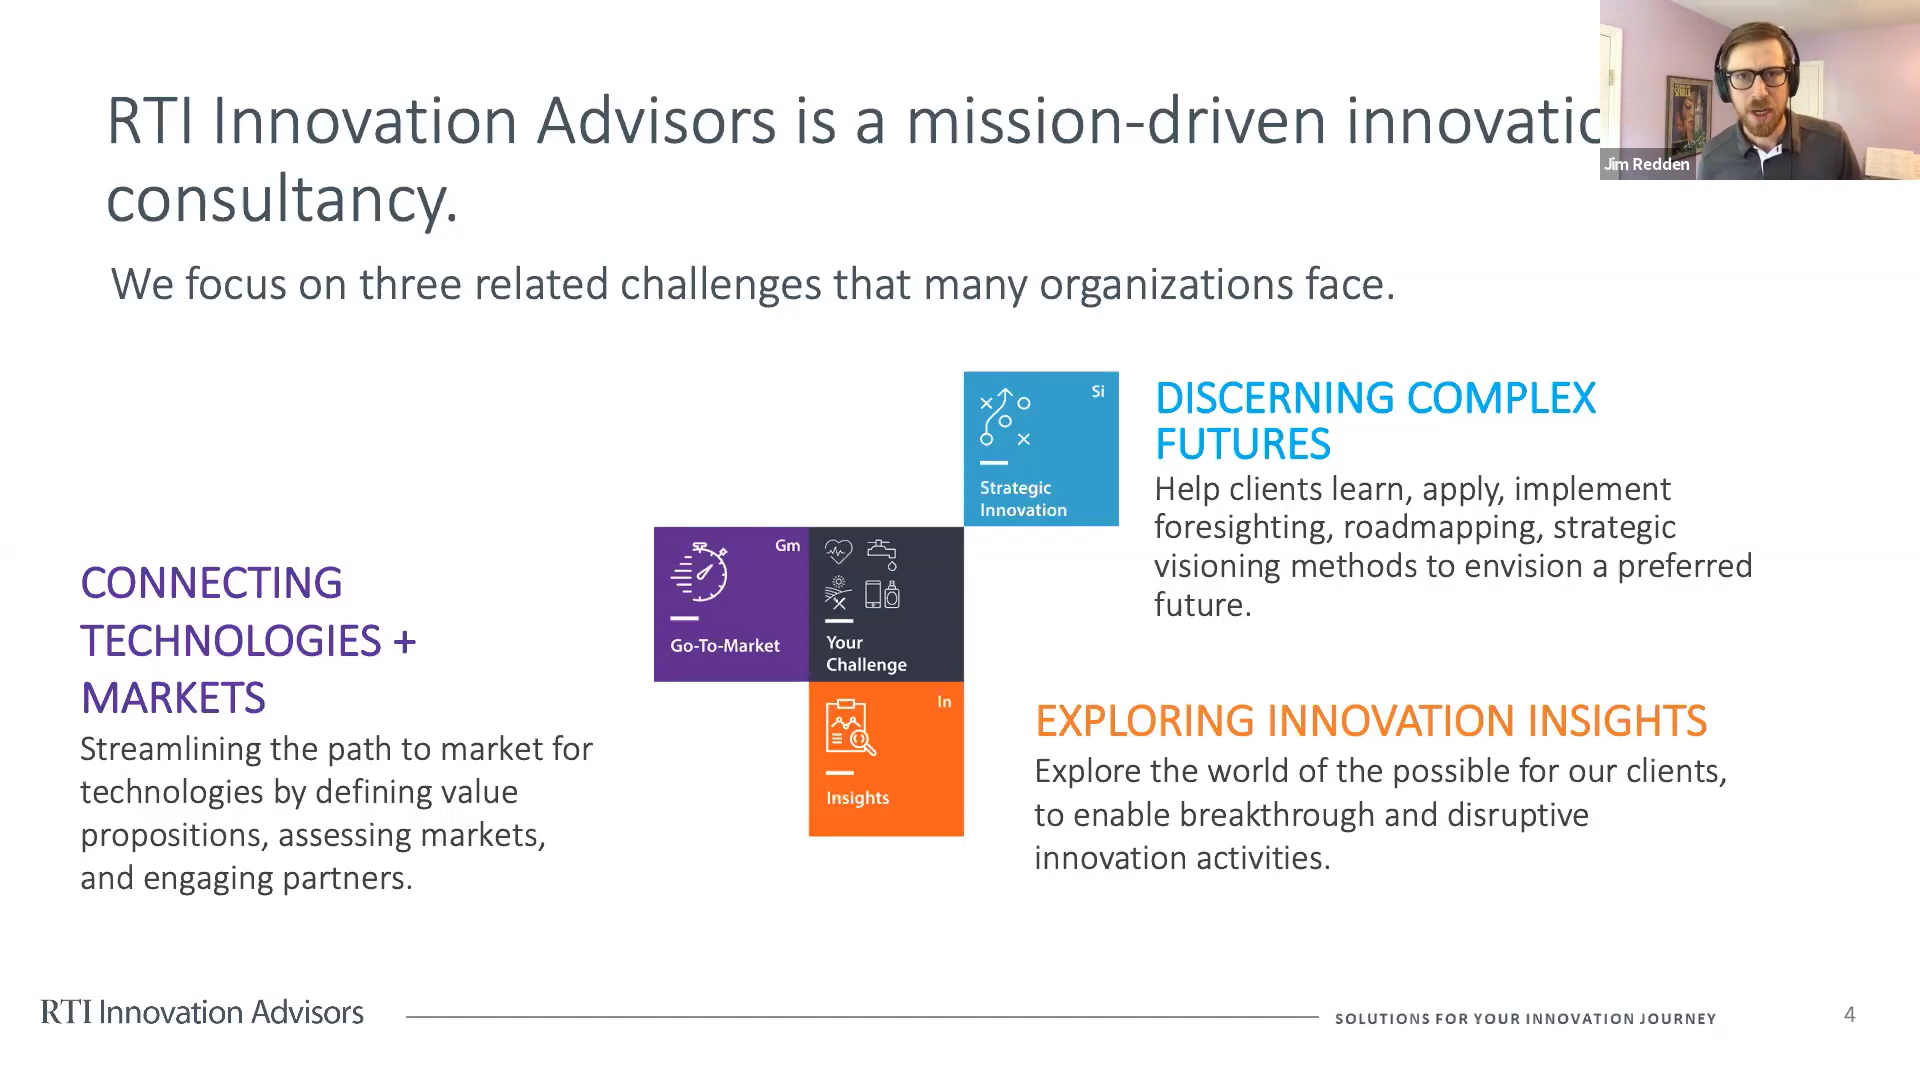 RTI Innovation Advisors is a mission-driven innovatio
consultancy.
Jim Redden
We focus on three related challenges that many organizations face.
Si
Strategic
Innovation
DISCERNING COMPLEX
FUTURES
Help clients learn, apply, implement
foresighting, roadmapping, strategic
visioning methods to envision a preferred
future.
Gm
Go-To-Market
Your
Challenge
CONNECTING
TECHNOLOGIES +
MARKETS
Streamlining the path to market for
technologies by defining value
propositions, assessing markets,
and engaging partners.
In
Insights
EXPLORING INNOVATION INSIGHTS
Explore the world of the possible for our clients,
to enable breakthrough and disruptive
innovation activities.
RTI Innovation Advisors
SOLUTIONS FOR YOUR INNOVATION JOURNEY
4